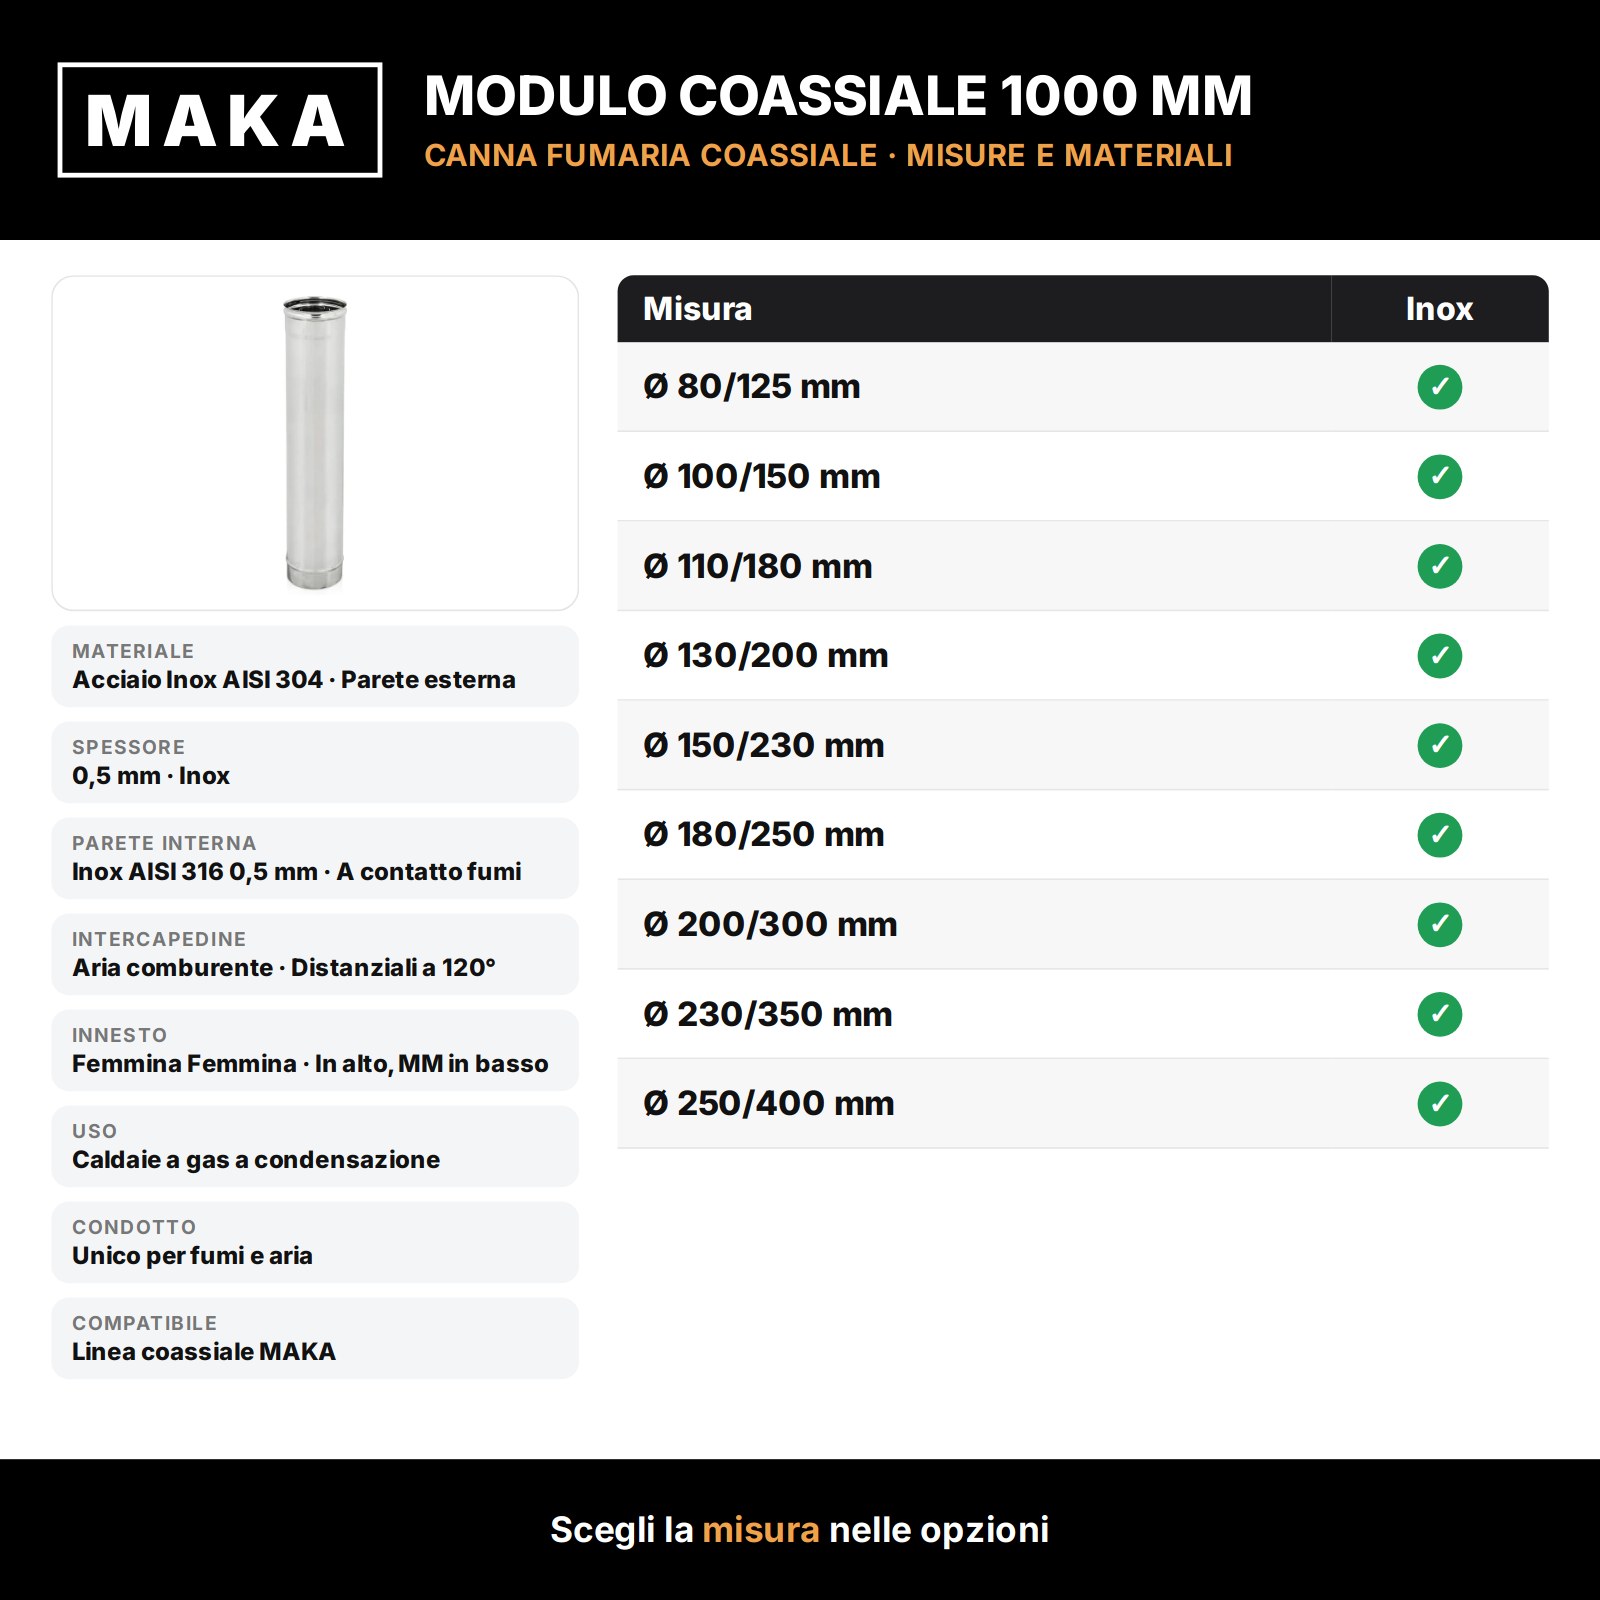 MAKA
MODULO COASSIALE 1000 MM
CANNA FUMARIA COASSIALE · MISURE E MATERIALI
MATERIALE
Acciaio Inox AISI 304 · Parete esterna
SPESSORE
0,5 mm · Inox
PARETE INTERNA
Inox AISI 316 0,5 mm · A contatto fumi
INTERCAPEDINE
Aria comburente · Distanziali a 120°
INNESTO
Femmina Femmina · In alto, MM in basso
USO
Caldaie a gas a condensazione
CONDOTTO
Unico per fumi e aria
COMPATIBILE
Linea coassiale MAKA
Misura Inox
Ø 80/125 mm ✓
Ø 100/150 mm ✓
Ø 110/180 mm ✓
Ø 130/200 mm ✓
Ø 150/230 mm ✓
Ø 180/250 mm ✓
Ø 200/300 mm ✓
Ø 230/350 mm ✓
Ø 250/400 mm ✓
Scegli la misura nelle opzioni